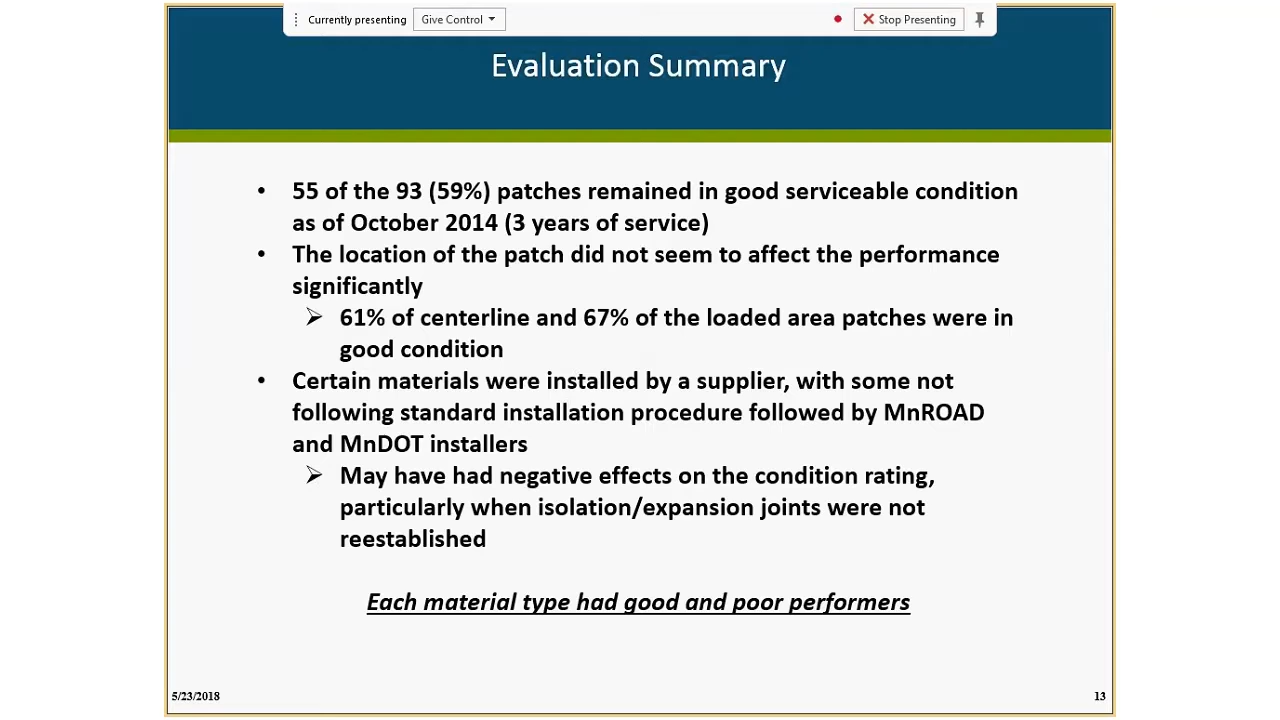 Currently presenting Give Control Stop Presenting
Evaluation Summary
• 55 of the 93 (59%) patches remained in good serviceable condition
as of October 2014 (3 years of service)
• The location of the patch did not seem to affect the performance
significantly
➢ 61% of centerline and 67% of the loaded area patches were in
good condition
• Certain materials were installed by a supplier, with some not
following standard installation procedure followed by MnROAD
and MnDOT installers
➢ May have had negative effects on the condition rating,
particularly when isolation/expansion joints were not
reestablished
Each material type had good and poor performers
5/23/2018 13